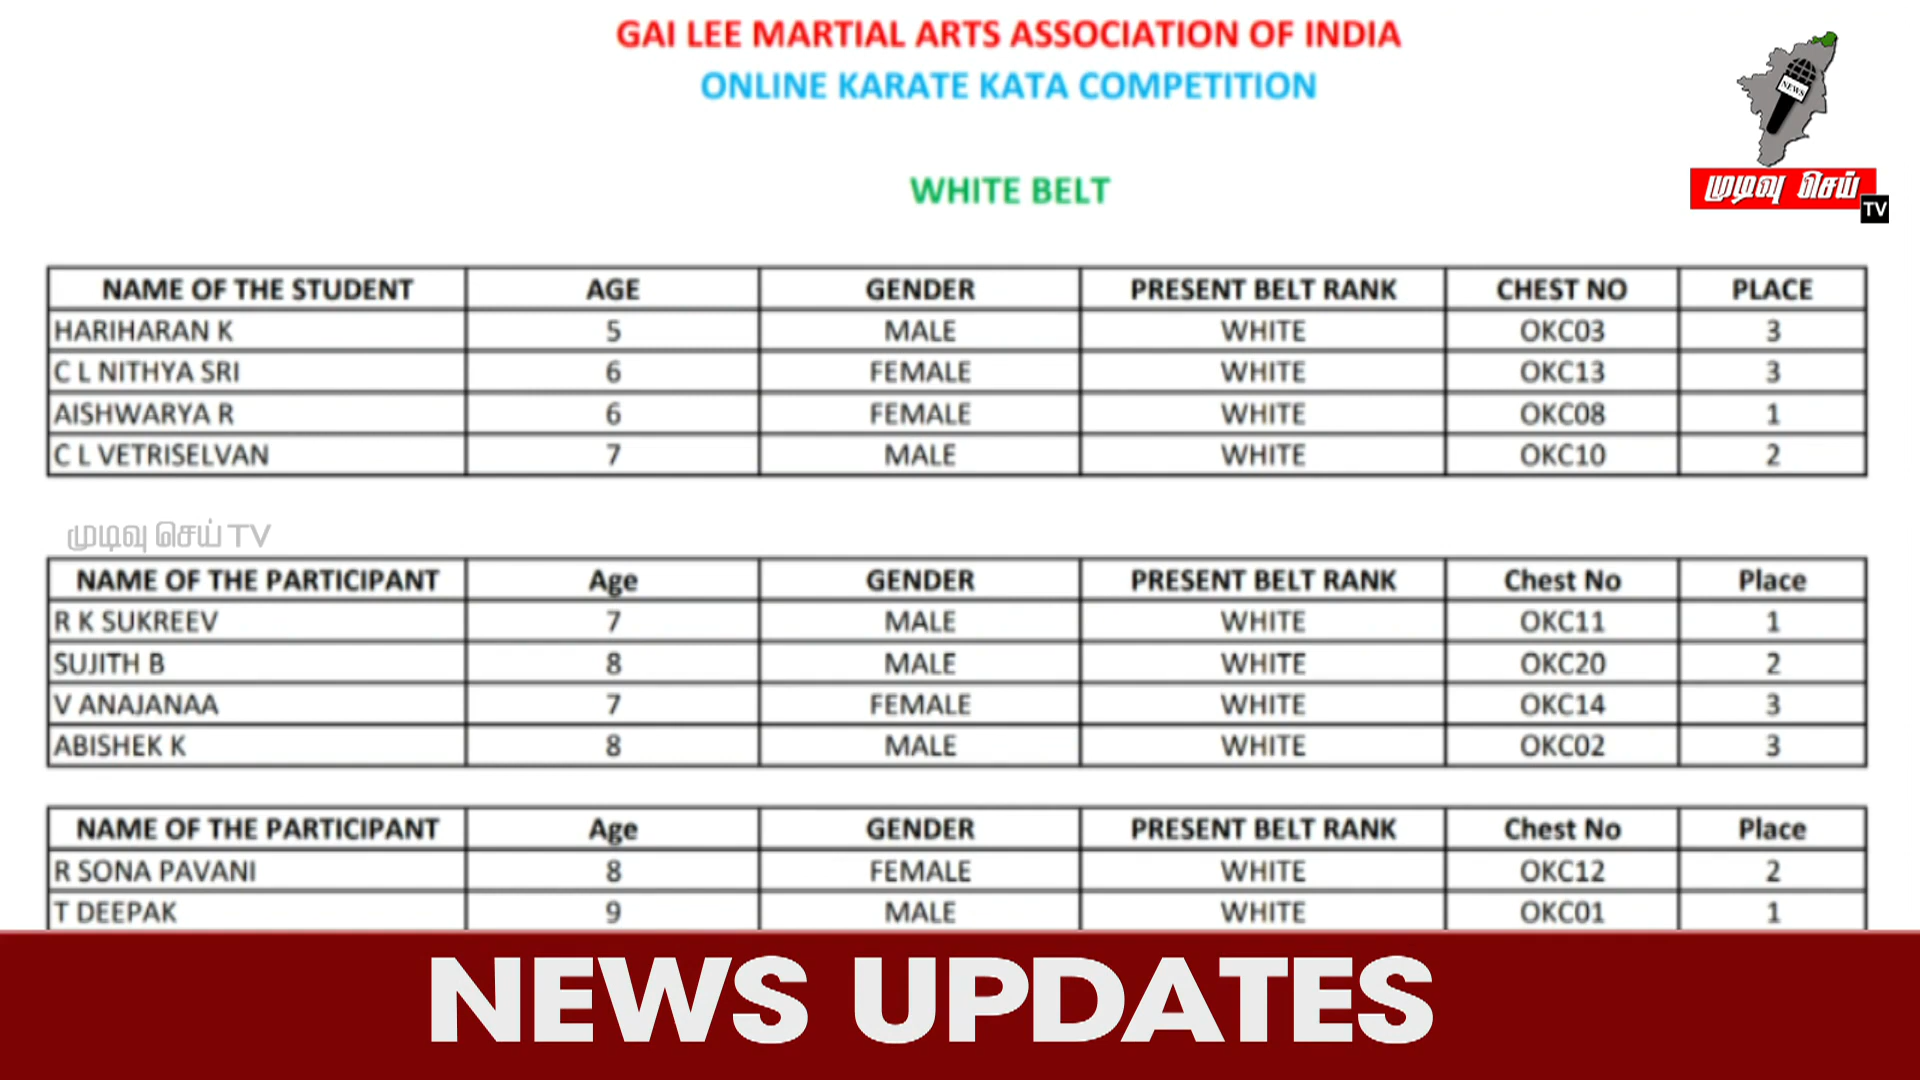 GAI LEE MARTIAL ARTS ASSOCIATION OF INDIA
ONLINE KARATE KATA COMPETITION
NEWS
முடிவு செய்
TV
WHITE BELT
NAME OF THE STUDENT AGE GENDER PRESENT BELT RANK CHEST NO PLACE
HARIHARAN K 5 MALE WHITE OKC03 3
C L NITHYA SRI 6 FEMALE WHITE OKC13 3
AISHWARYA R 6 FEMALE WHITE OKC08 1
C L VETRISELVAN 7 MALE WHITE OKC10 2
முடிவு செய் TV
NAME OF THE PARTICIPANT Age GENDER PRESENT BELT RANK Chest No Place
R K SUKREEV 7 MALE WHITE OKC11 1
SUJITH B 8 MALE WHITE OKC20 2
V ANAJANAA 7 FEMALE WHITE OKC14 3
ABISHEK K 8 MALE WHITE OKC02 3
NAME OF THE PARTICIPANT Age GENDER PRESENT BELT RANK Chest No Place
R SONA PAVANI 8 FEMALE WHITE OKC12 2
T DEEPAK 9 MALE WHITE OKC01 1
NEWS UPDATES